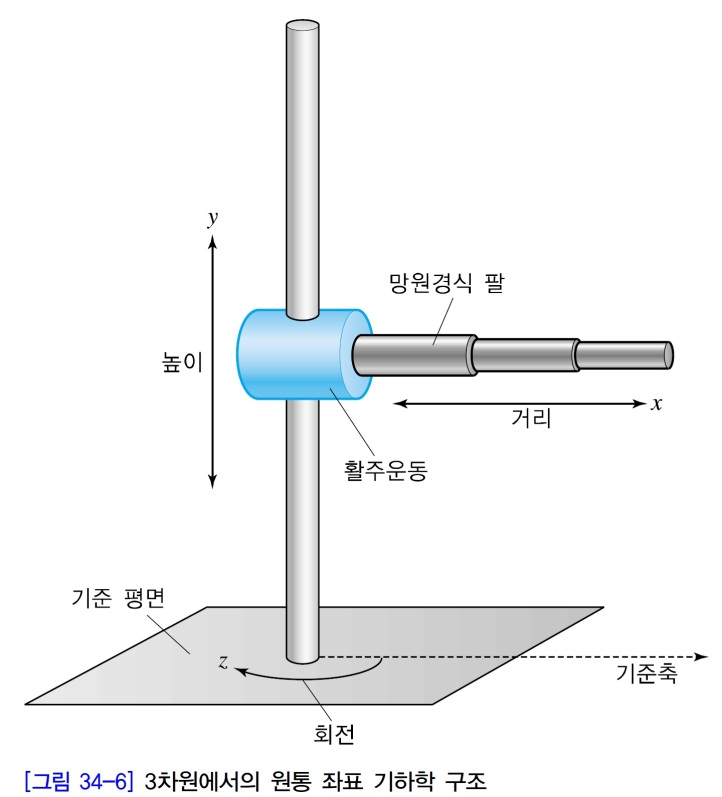 y
망원경식 팔
높이
x
거리
활주운동
기준 평면
z
기준축
회전
[그림 34-6] 3차원에서의 원통 좌표 기하학 구조